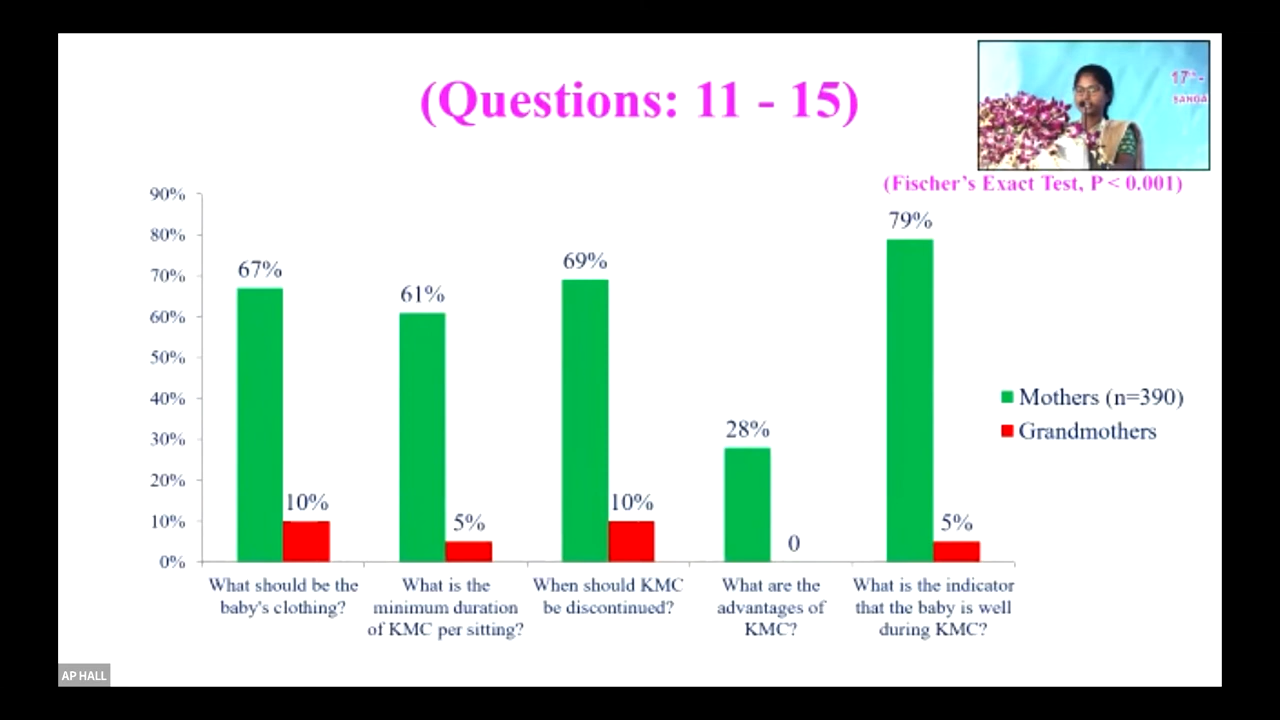 (Questions: 11 - 15)
17th -
(Fischer's Exact Test, P < 0.001)
90%
80%
70%
60%
50%
40%
30%
20%
10%
0%
67%
10%
61%
5%
69%
10%
28%
0
79%
5%
What should be the
baby's clothing?
What is the
minimum duration
of KMC per sitting?
When should KMC
be discontinued?
What are the
advantages of
KMC?
What is the indicator
that the baby is well
during KMC?
Mothers (n=390)
Grandmothers
AP HALL